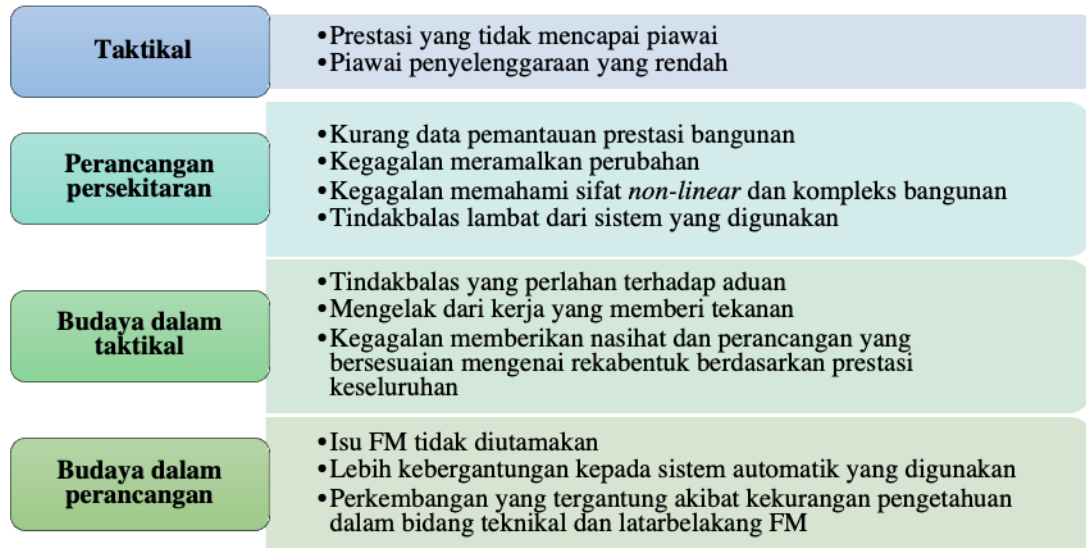 Taktikal
•Prestasi yang tidak mencapai piawai
•Piawai penyelenggaraan yang rendah
Perancangan
persekitaran
•Kurang data pemantauan prestasi bangunan
•Kegagalan meramalkan perubahan
•Kegagalan memahami sifat non-linear dan kompleks bangunan
•Tindakbalas lambat dari sistem yang digunakan
Budaya dalam
taktikal
•Tindakbalas yang perlahan terhadap aduan
•Mengelak dari kerja yang memberi tekanan
•Kegagalan memberikan nasihat dan perancangan yang
bersesuaian mengenai rekabentuk berdasarkan prestasi
keseluruhan
Budaya dalam
perancangan
•Isu FM tidak diutamakan
•Lebih kebergantungan kepada sistem automatik yang digunakan
•Perkembangan yang tergantung akibat kekurangan pengetahuan
dalam bidang teknikal dan latarbelakang FM